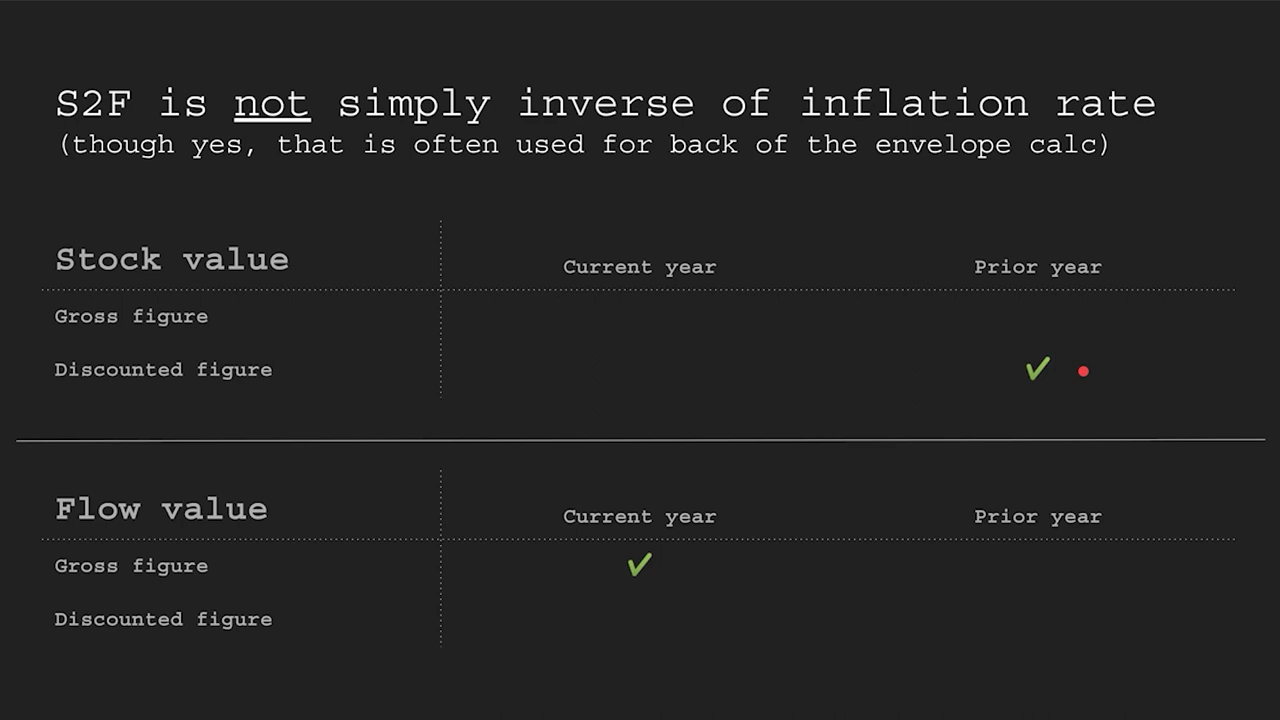 S2F is not simply inverse of inflation rate
(though yes, that is often used for back of the envelope calc)
Stock value Current year Prior year
Gross figure
Discounted figure ✔
Flow value Current year Prior year
Gross figure ✔
Discounted figure